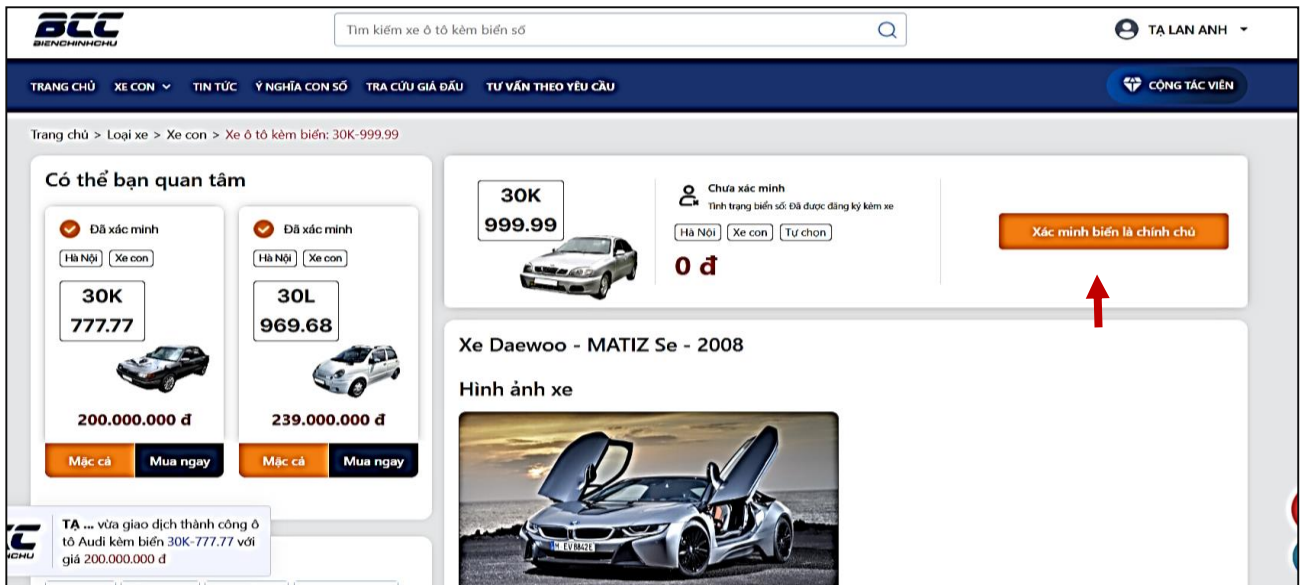 BCC
BIENCHINHCHU
Tìm kiếm xe ô tô kèm biển số
TẠ LAN ANH
TRANG CHỦ XE CON TIN TỨC Ý NGHĨA CON SỐ TRA CỨU GIÁ ĐẤU TƯ VẤN THEO YÊU CẦU
CỘNG TÁC VIÊN
Trang chủ > Loại xe > Xe con > Xe ô tô kèm biển: 30K-999.99
Có thể bạn quan tâm
Đã xác minh
Hà Nội Xe con
30K
777.77
200.000.000 đ
Mặc cả Mua ngay
Đã xác minh
Hà Nội Xe con
30L
969.68
239.000.000 đ
Mặc cả Mua ngay
TẠ ... vừa giao dịch thành công ô
tô Audi kèm biển 30K-777.77 với
giá 200.000.000 đ
30K
999.99
Chưa xác minh
Tình trạng biển số: Đã được đăng ký kèm xe
Hà Nội Xe con Tự chọn
0 đ
Xác minh biển là chính chủ
Xe Daewoo - MATIZ Se - 2008
Hình ảnh xe